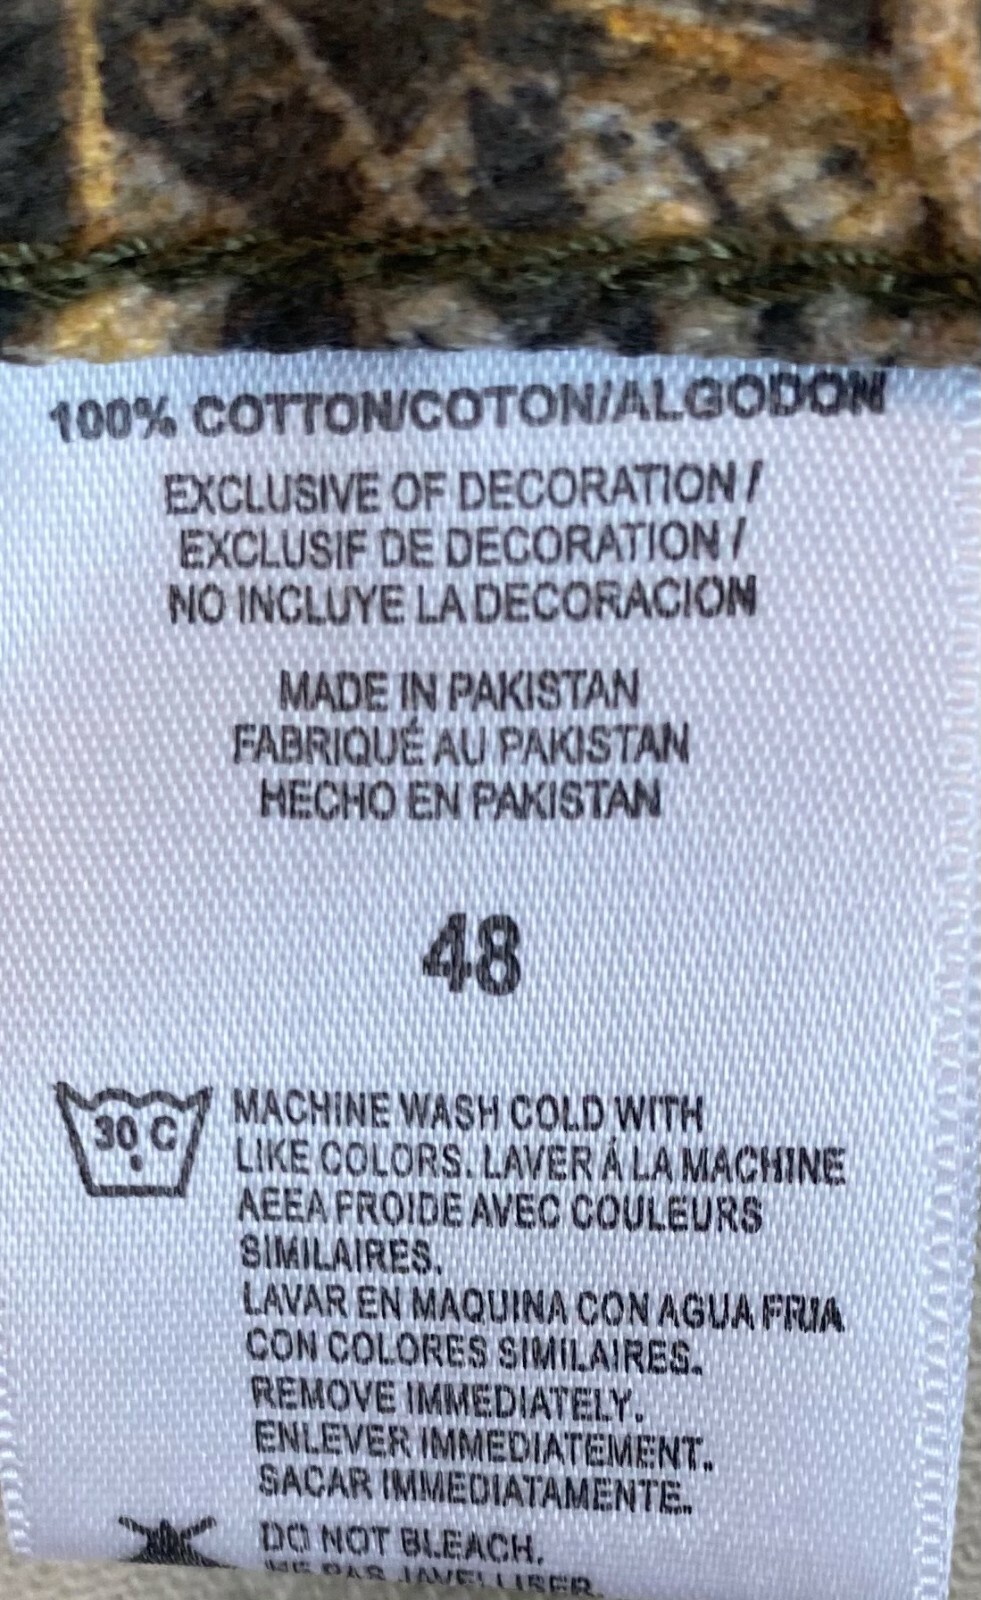 100% COTTON/COTON/ALGODON
EXCLUSIVE OF DECORATION /
EXCLUSIF DE DECORATION /
NO INCLUYE LA DECORACION
MADE IN PAKISTAN
FABRIQUÉ AU PAKISTAN
HECHO EN PAKISTAN
48
30 C
MACHINE WASH COLD WITH
LIKE COLORS. LAVER Á LA MACHINE
AEEA FROIDE AVEC COULEURS
SIMILAIRES.
LAVAR EN MAQUINA CON AGUA FRIA
CON COLORES SIMILAIRES.
REMOVE IMMEDIATELY.
ENLEVER IMMEDIATEMENT.
SACAR IMMEDIATAMENTE.
DO NOT BLEACH.
NE PAS JAVELLISER.